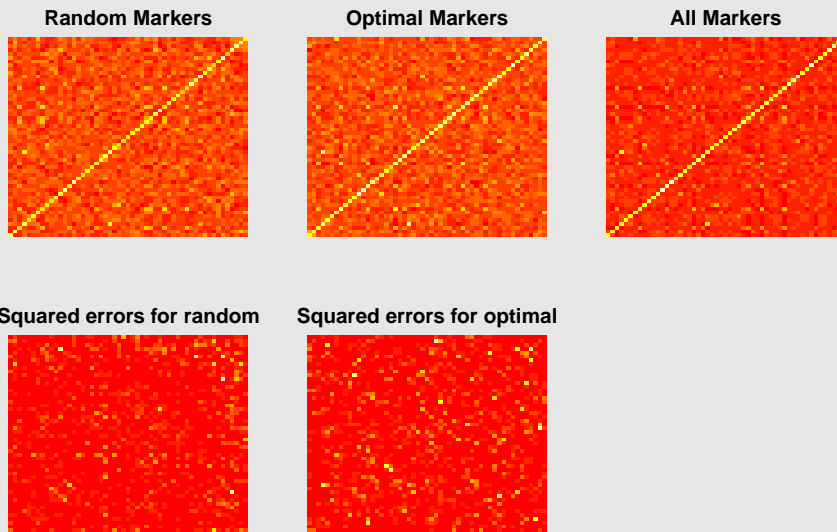 Random Markers
Optimal Markers
All Markers
Squared errors for random
Squared errors for optimal